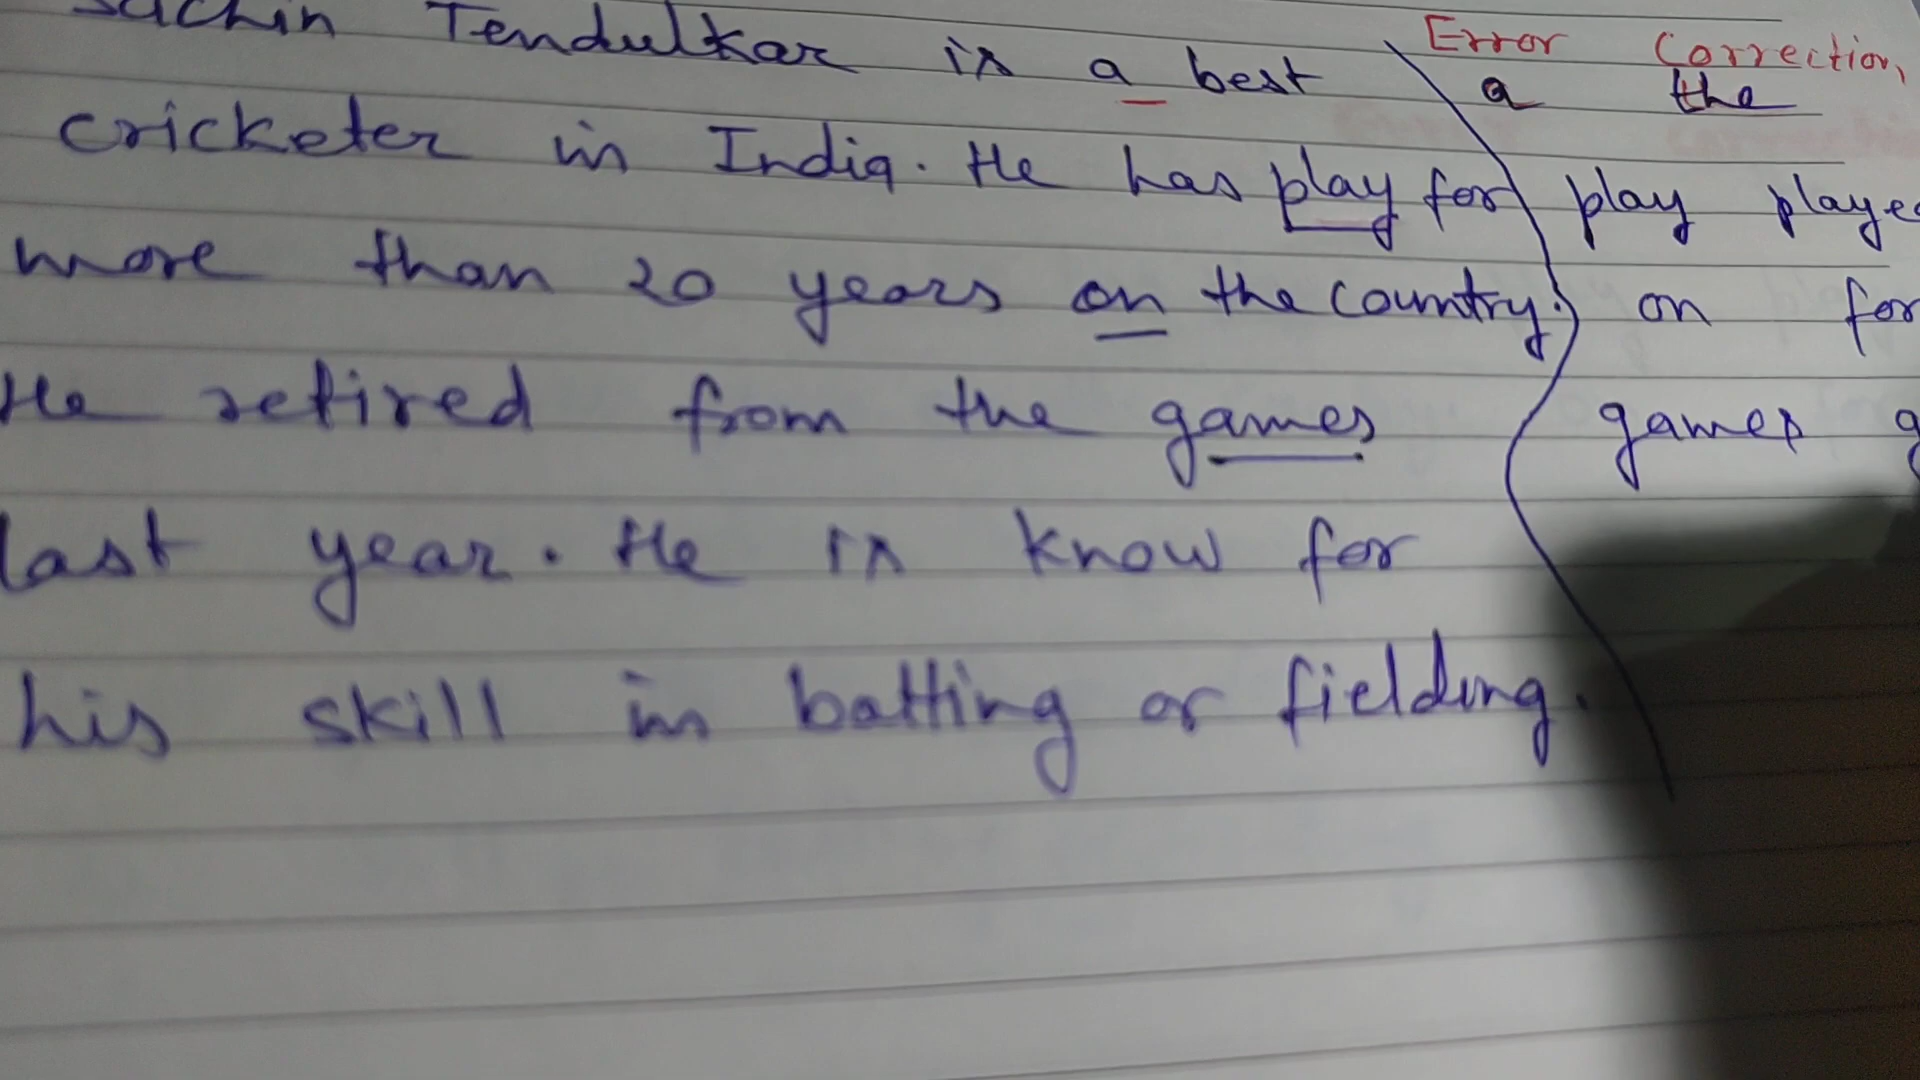 Sachin Tendulkar is a best
Error Correction,
a the
cricketer in India. He has play for
play played
more than 20 years on the country.
on for
He retired from the games
games
last year. He is know for
his skill in batting or fielding.